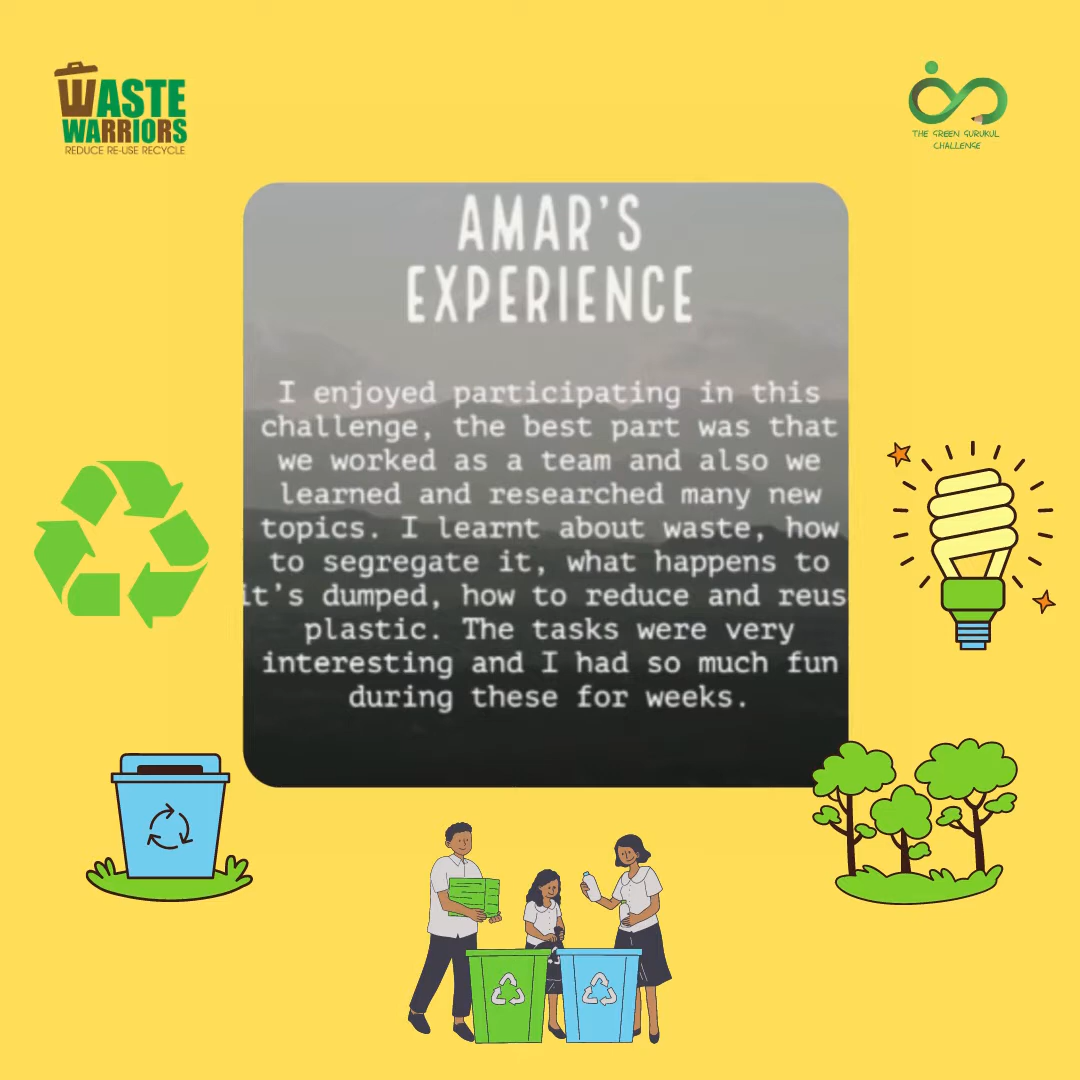 WASTE
WARRIORS
REDUCE RE-USE RECYCLE
THE GREEN GURUKUL
CHALLENGE
AMAR'S
EXPERIENCE
I enjoyed participating in this
challenge, the best part was that
we worked as a team and also we
learned and researched many new
topics. I learnt about waste, how
to segregate it, what happens to
it's dumped, how to reduce and reus
plastic. The tasks were very
interesting and I had so much fun
during these for weeks.